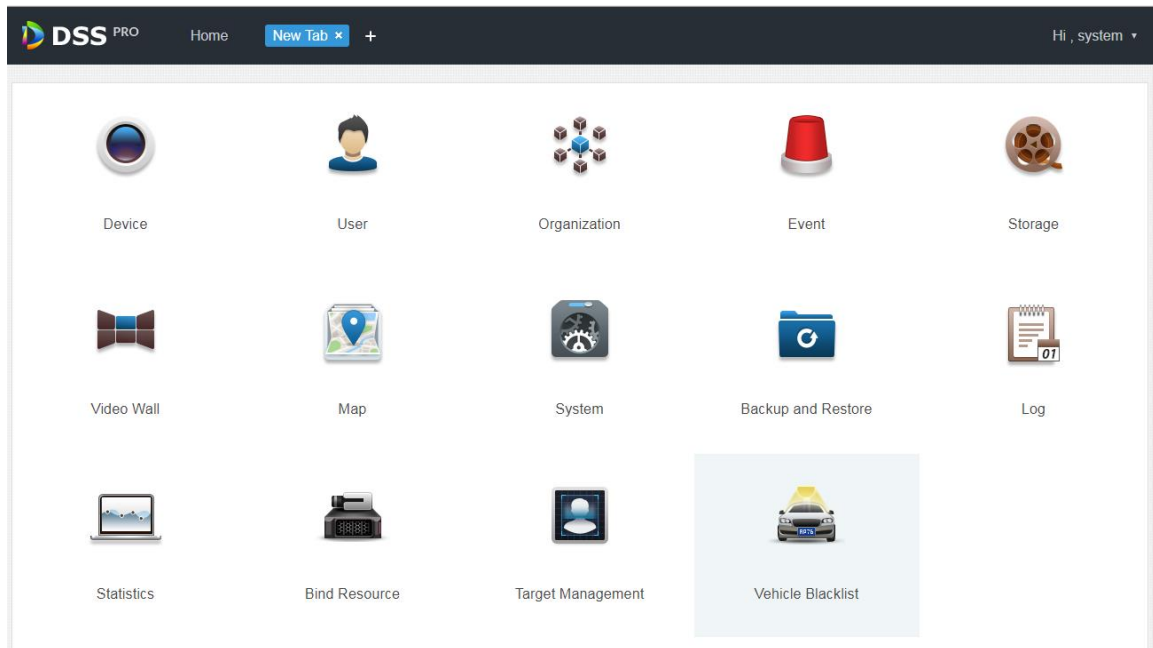 DSS PRO Home New Tab × + Hi , system ▾
Device User Organization Event Storage
01
Video Wall Map System Backup and Restore Log
Statistics Bind Resource Target Management Vehicle Blacklist